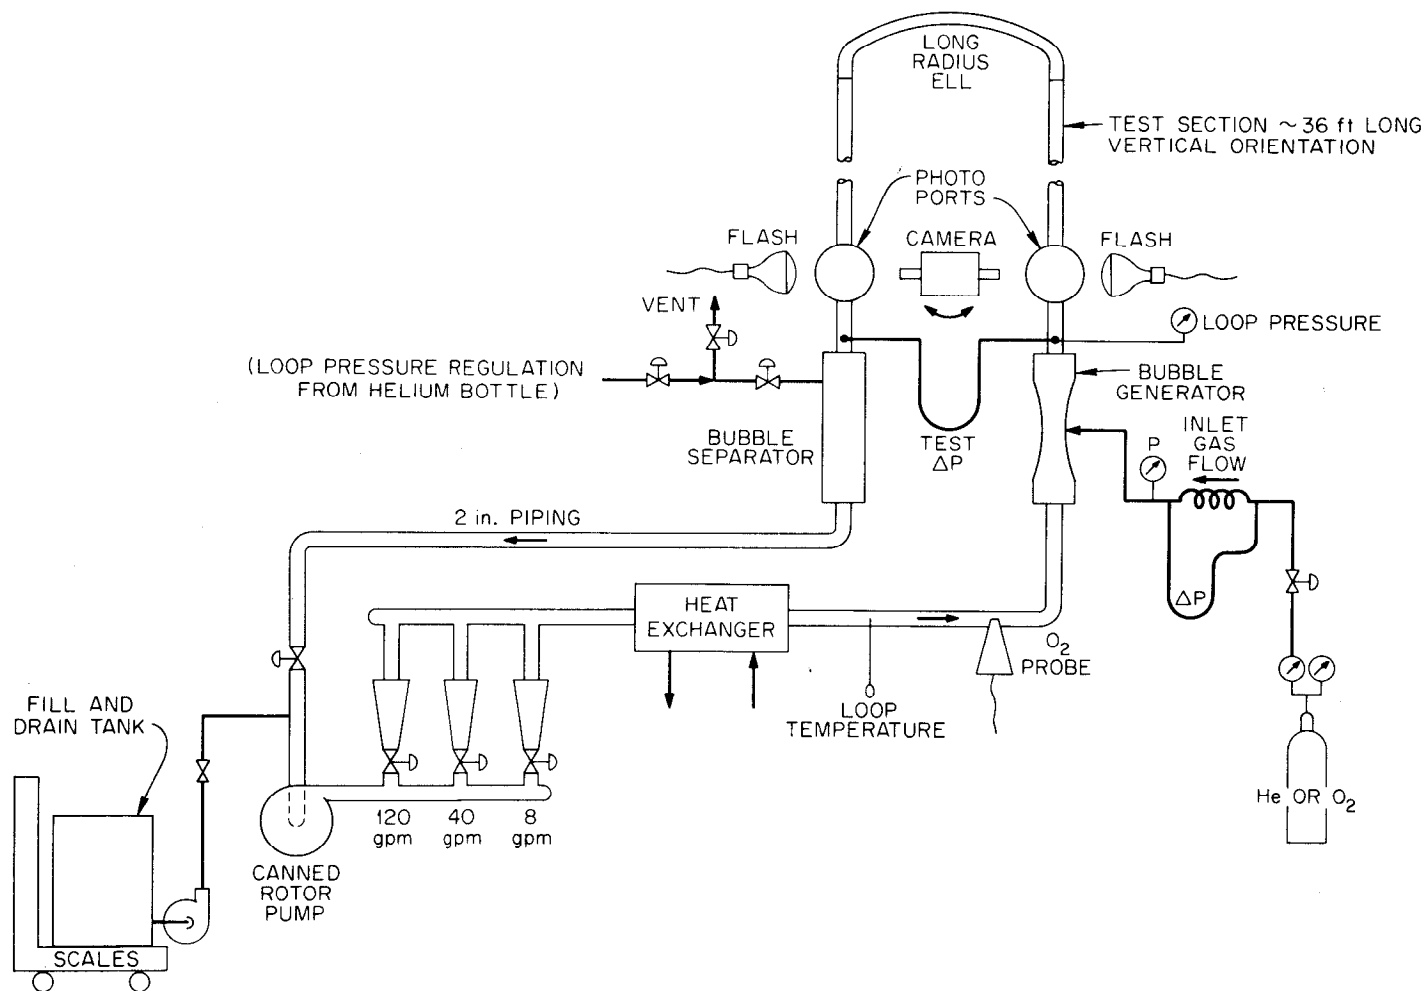 LONG
RADIUS
ELL
TEST SECTION ~36 ft LONG
VERTICAL ORIENTATION
PHOTO
PORTS
FLASH
CAMERA
FLASH
VENT
LOOP PRESSURE
(LOOP PRESSURE REGULATION
FROM HELIUM BOTTLE)
BUBBLE
GENERATOR
BUBBLE
SEPARATOR
TEST
ΔP
P
INLET
GAS
FLOW
2 in. PIPING
ΔP
HEAT
EXCHANGER
O2
PROBE
LOOP
TEMPERATURE
FILL AND
DRAIN TANK
120
gpm
40
gpm
8
gpm
He OR O2
CANNED
ROTOR
PUMP
SCALES